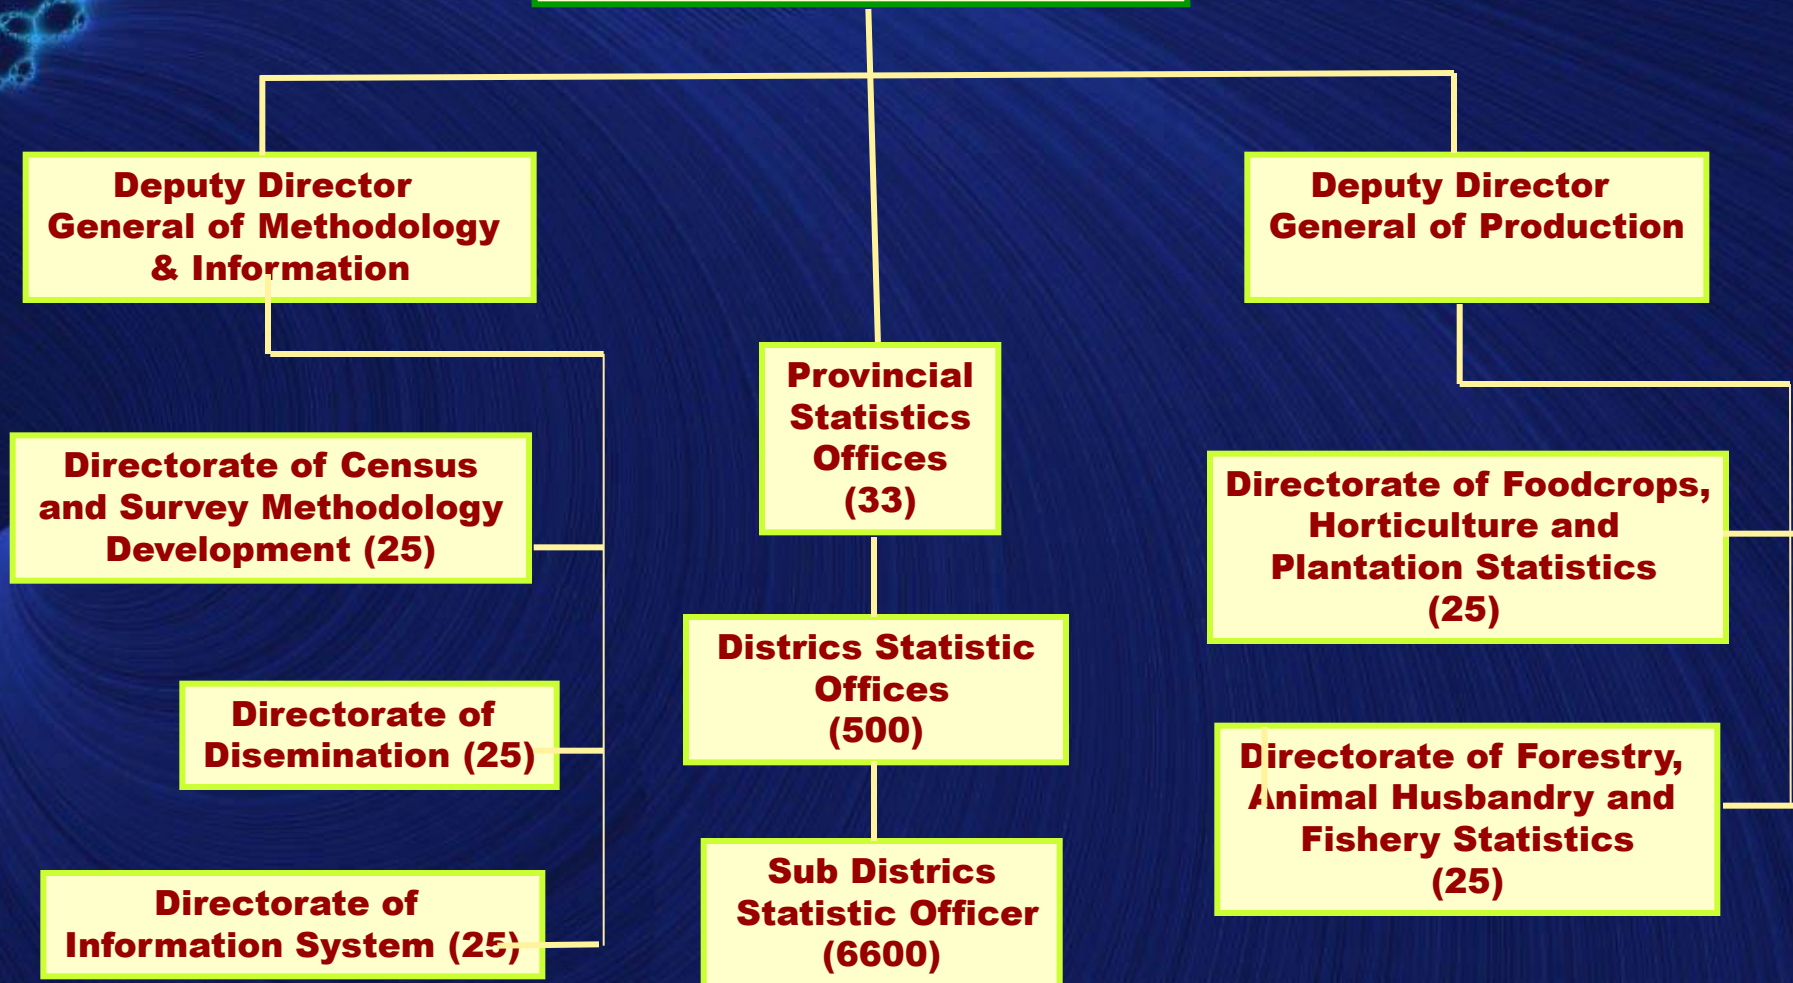 Deputy Director
General of Methodology
& Information
Deputy Director
General of Production
Provincial
Statistics
Offices
(33)
Directorate of Census
and Survey Methodology
Development (25)
Directorate of Foodcrops,
Horticulture and
Plantation Statistics
(25)
Districs Statistic
Offices
(500)
Directorate of
Disemination (25)
Directorate of Forestry,
Animal Husbandry and
Fishery Statistics
(25)
Sub Districs
Statistic Officer
(6600)
Directorate of
Information System (25)